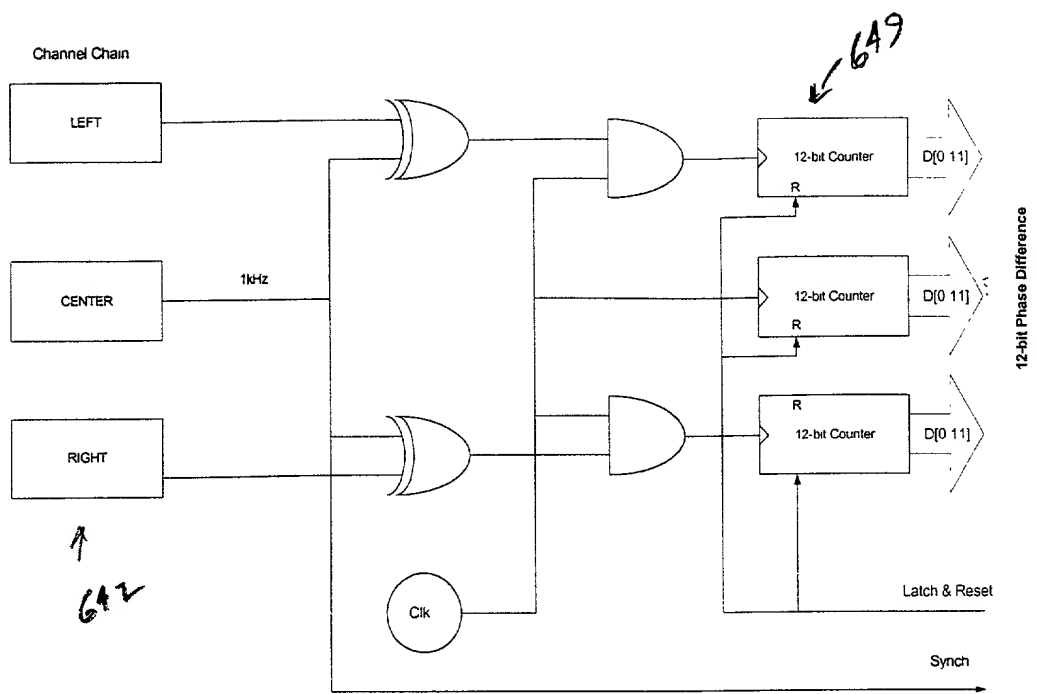 Channel Chain
649
LEFT
12-bit Counter
D[0 11]
R
CENTER
1kHz
12-bit Counter
D[0 11]
R
12-bit Phase Difference
R
RIGHT
12-bit Counter
D[0 11]
642
Clk
Latch & Reset
Synch